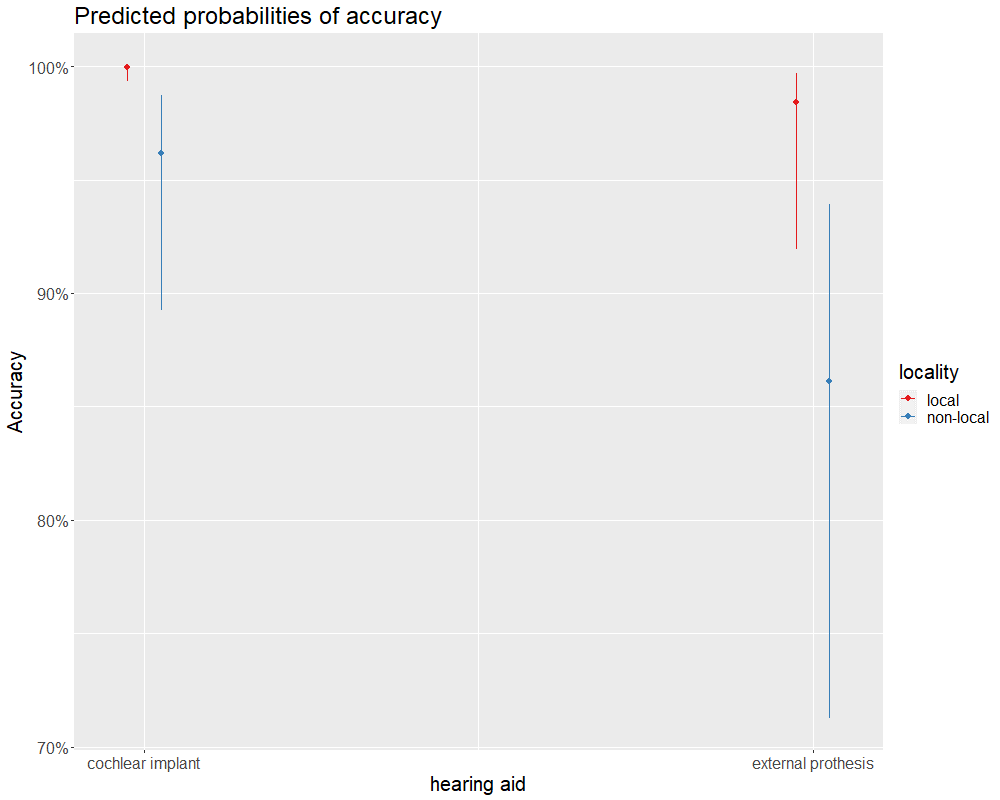 Predicted probabilities of accuracy
100%
90%
80%
70%
Accuracy
cochlear implant
external prothesis
hearing aid
locality
local
non-local